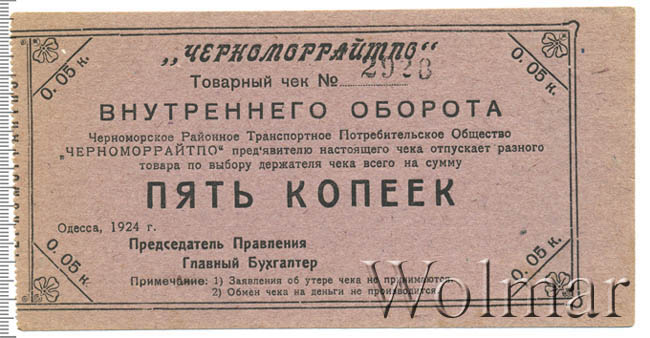 „ЧЕРНОМОРРАЙТПО“
0. 05 к.
0. 05 к.
Товарный чек №
ВНУТРЕННЕГО ОБОРОТА
Черноморское Районное Транспортное Потребительское Общество
„ЧЕРНОМОРРАЙТПО“ пред'явителю настоящего чека отпускает разного
товара по выбору держателя чека всего на сумму
ПЯТЬ КОПЕЕК
Одесса, 1924 г.
Председатель Правления
Главный Бухгалтер
0. 05 к.
0. 05 к.
Примечание: 1) Заявления об утере чека не принимаются.
2) Обмен чека на деньги не производится.
Wolmar